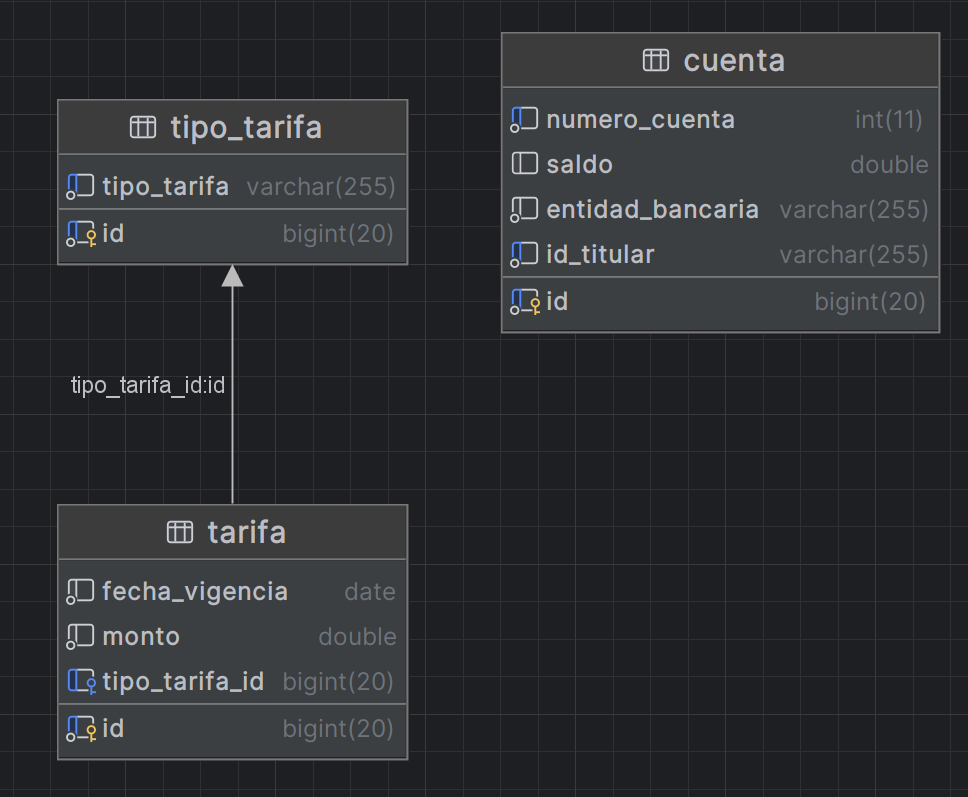 tipo_tarifa
tipo_tarifa varchar(255)
id bigint(20)
cuenta
numero_cuenta int(11)
saldo double
entidad_bancaria varchar(255)
id_titular varchar(255)
id bigint(20)
tipo_tarifa_id:id
tarifa
fecha_vigencia date
monto double
tipo_tarifa_id bigint(20)
id bigint(20)